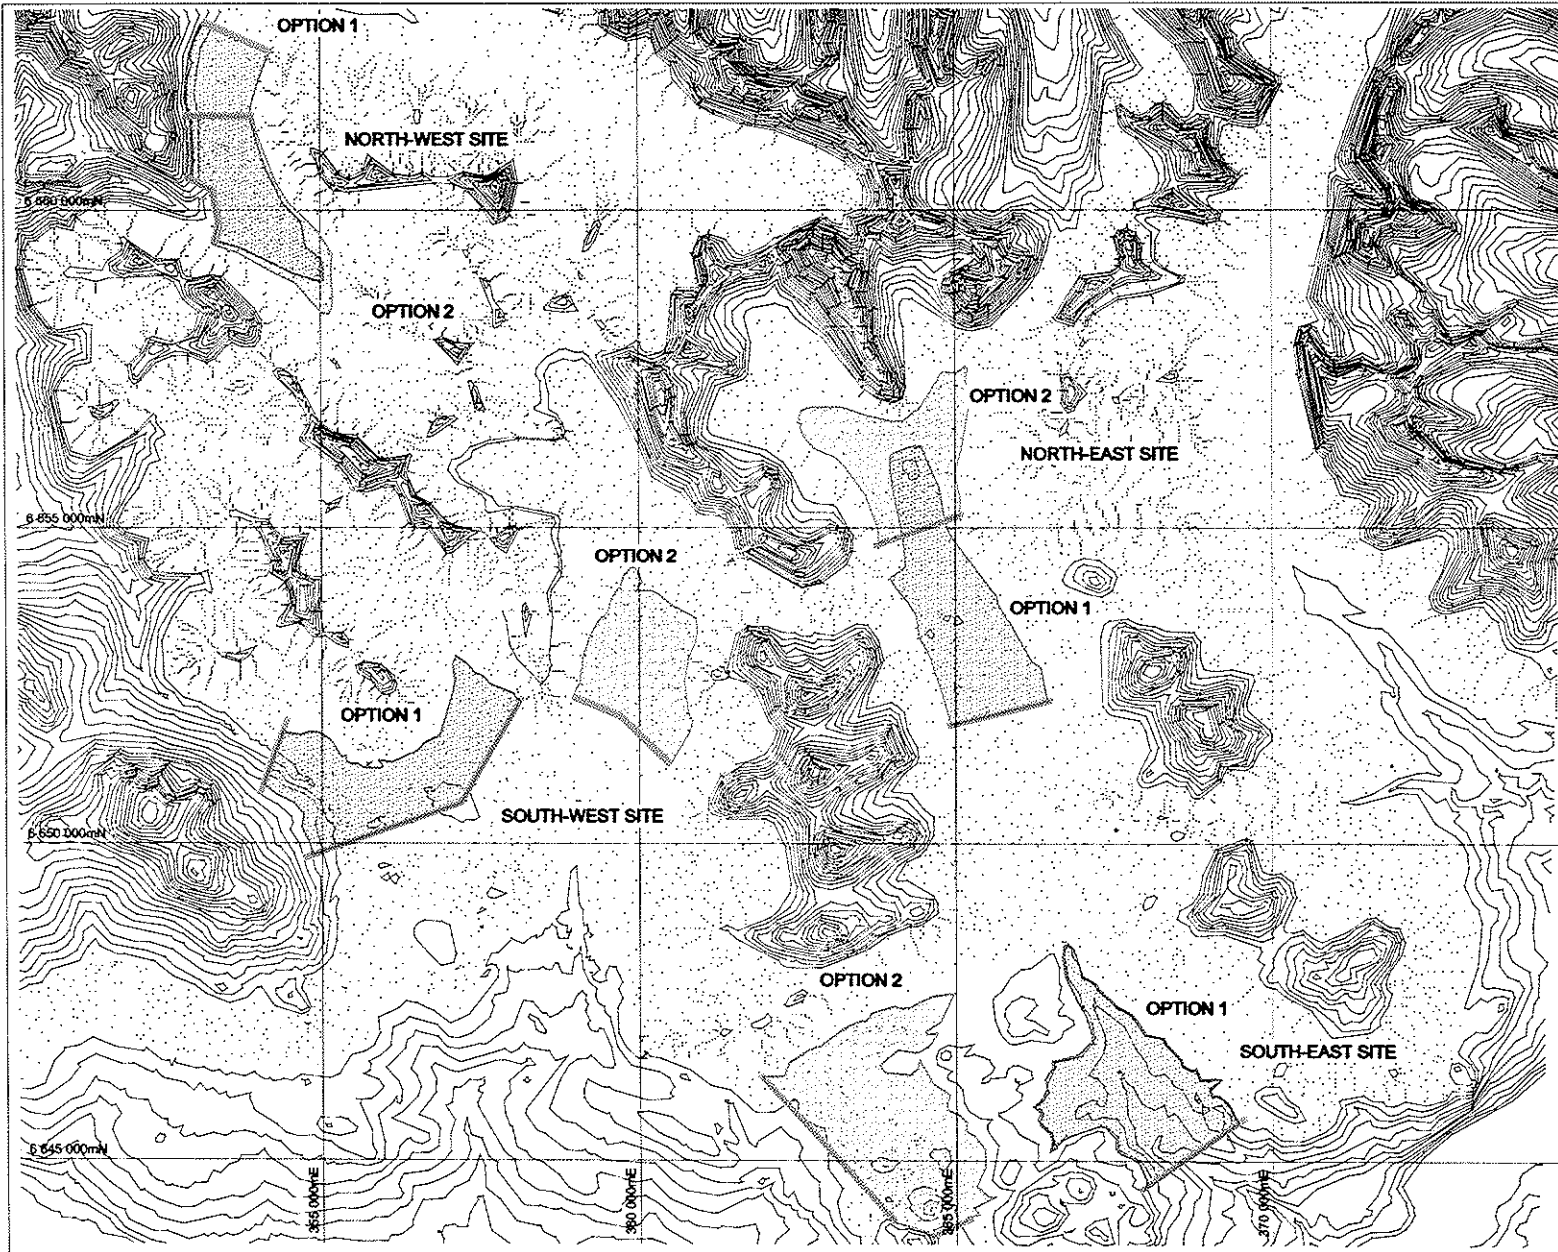 OPTION 1
NORTH-WEST SITE
6 660 000mN
OPTION 2
OPTION 2
NORTH-EAST SITE
6 655 000mN
OPTION 2
OPTION 1
OPTION 1
SOUTH-WEST SITE
6 650 000mN
OPTION 2
OPTION 1
SOUTH-EAST SITE
6 645 000mN
355 000mE
360 000mE
365 000mE
370 000mE